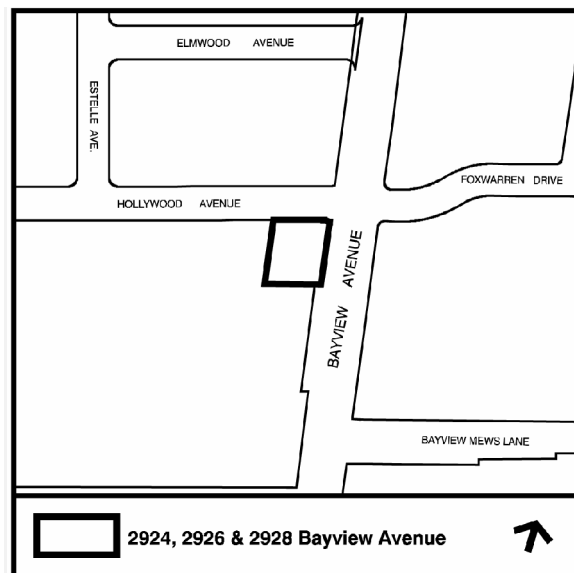 ELMWOOD AVENUE
ESTELLE AVE.
FOXWARREN DRIVE
HOLLYWOOD AVENUE
BAYVIEW AVENUE
BAYVIEW MEWS LANE
2924, 2926 & 2928 Bayview Avenue